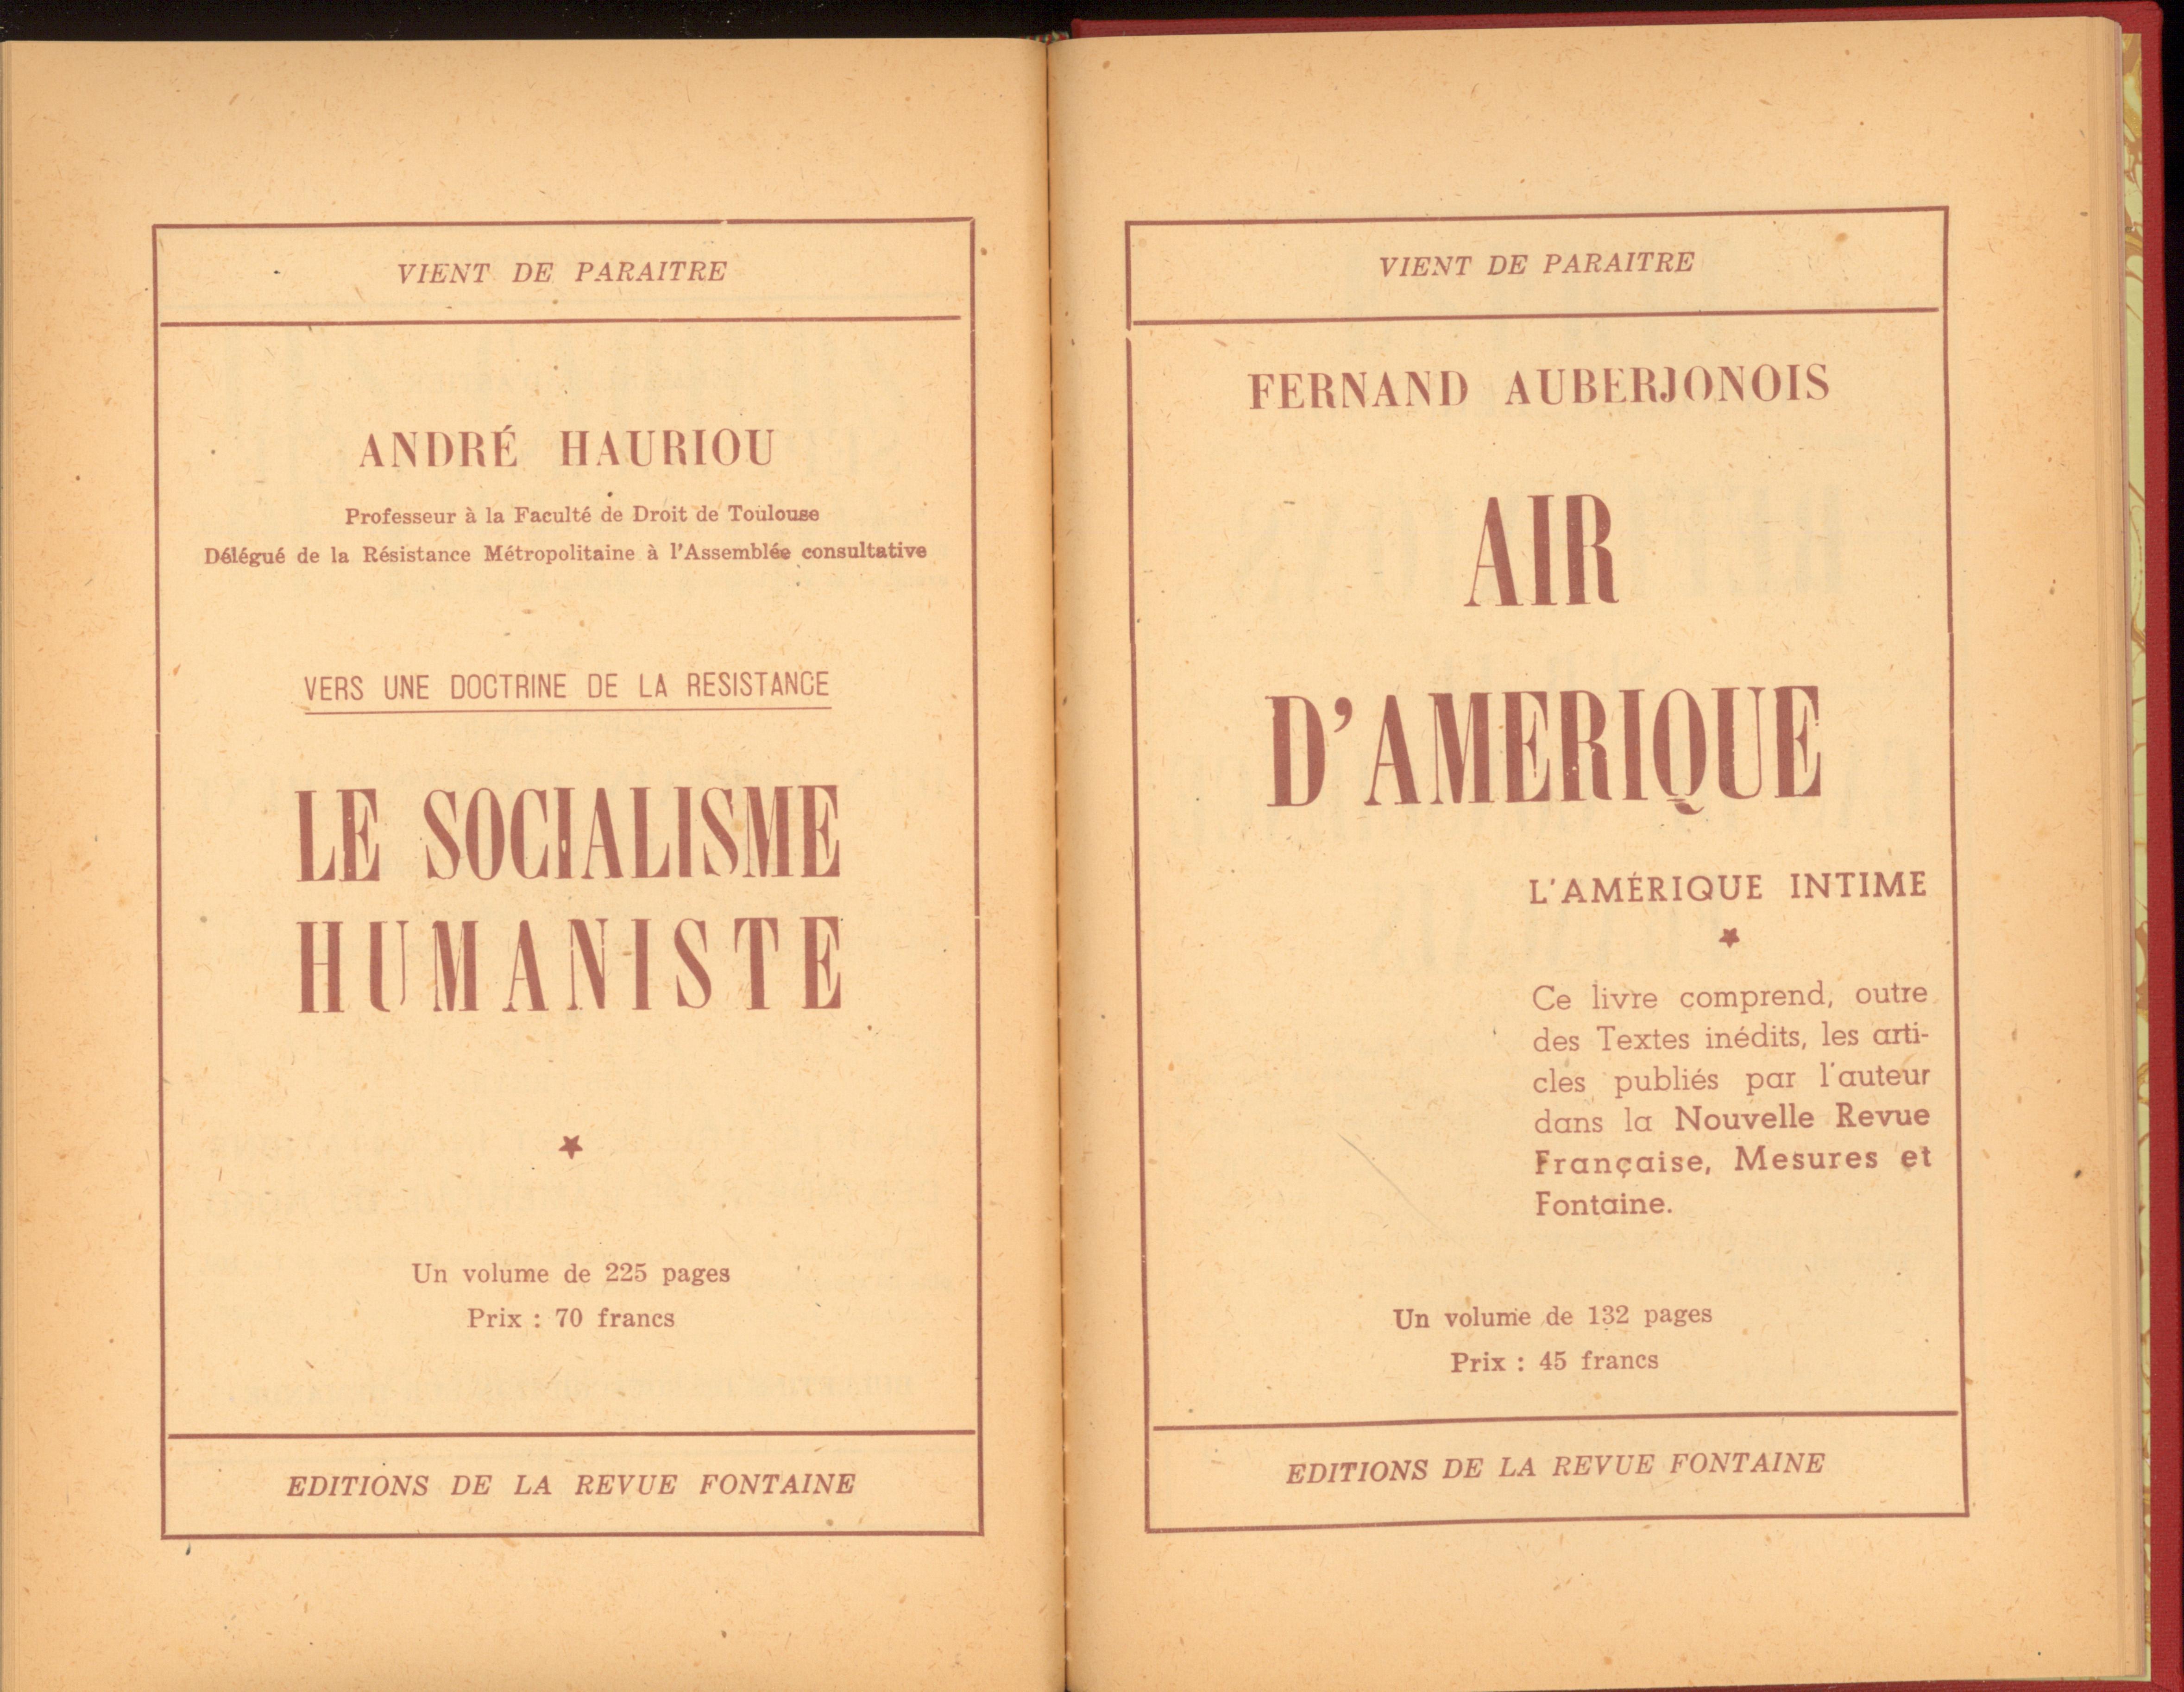 VIENT DE PARAITRE
ANDRÉ HAURIOU
Professeur à la Faculté de Droit de Toulouse
Délégué de la Résistance Métropolitaine à l'Assemblée consultative
VERS UNE DOCTRINE DE LA RESISTANCE
LE SOCIALISME
HUMANISTE
Un volume de 225 pages
Prix : 70 francs
EDITIONS DE LA REVUE FONTAINE
VIENT DE PARAITRE
FERNAND AUBERJONOIS
AIR
D'AMERIQUE
L'AMÉRIQUE INTIME
Ce livre comprend, outre
des Textes inédits, les arti-
cles publiés par l'auteur
dans la Nouvelle Revue
Française, Mesures et
Fontaine.
Un volume de 132 pages
Prix : 45 francs
EDITIONS DE LA REVUE FONTAINE